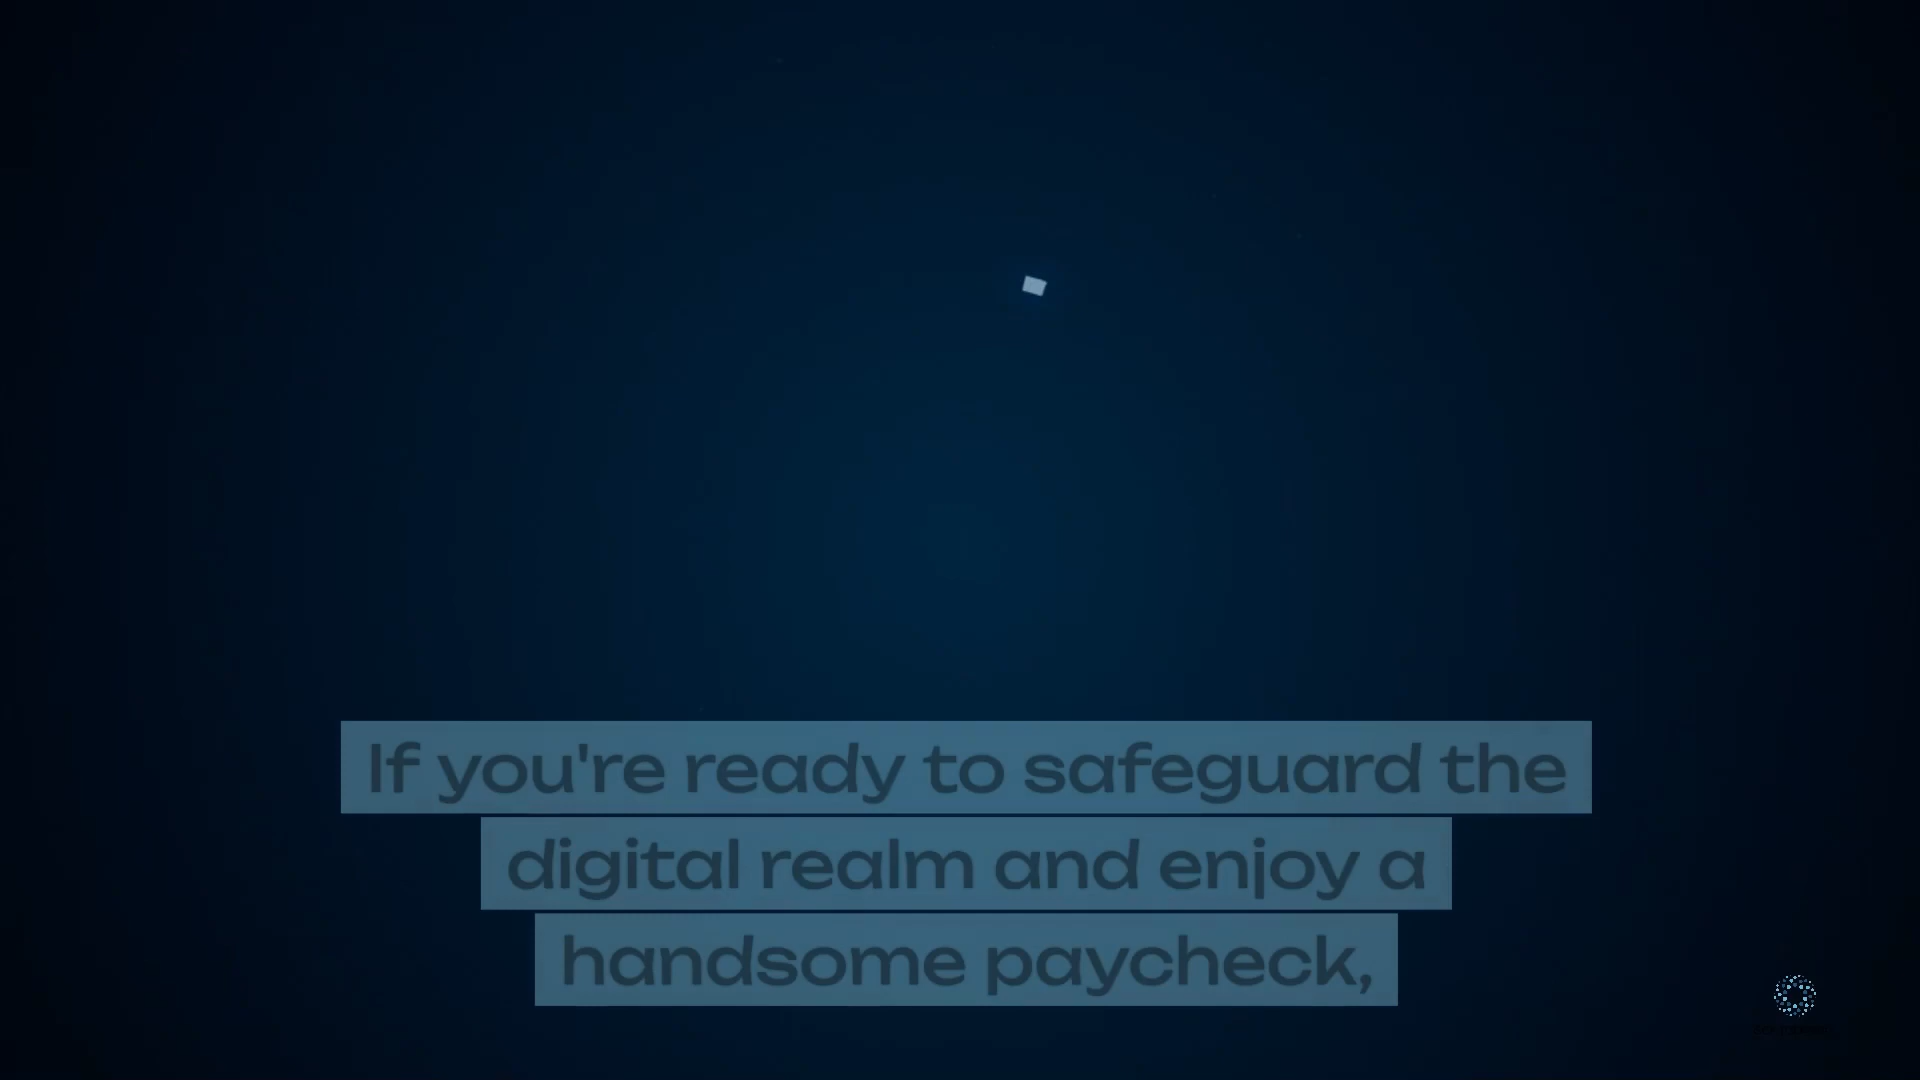 If you're ready to safeguard the
digital realm and enjoy a
handsome paycheck,